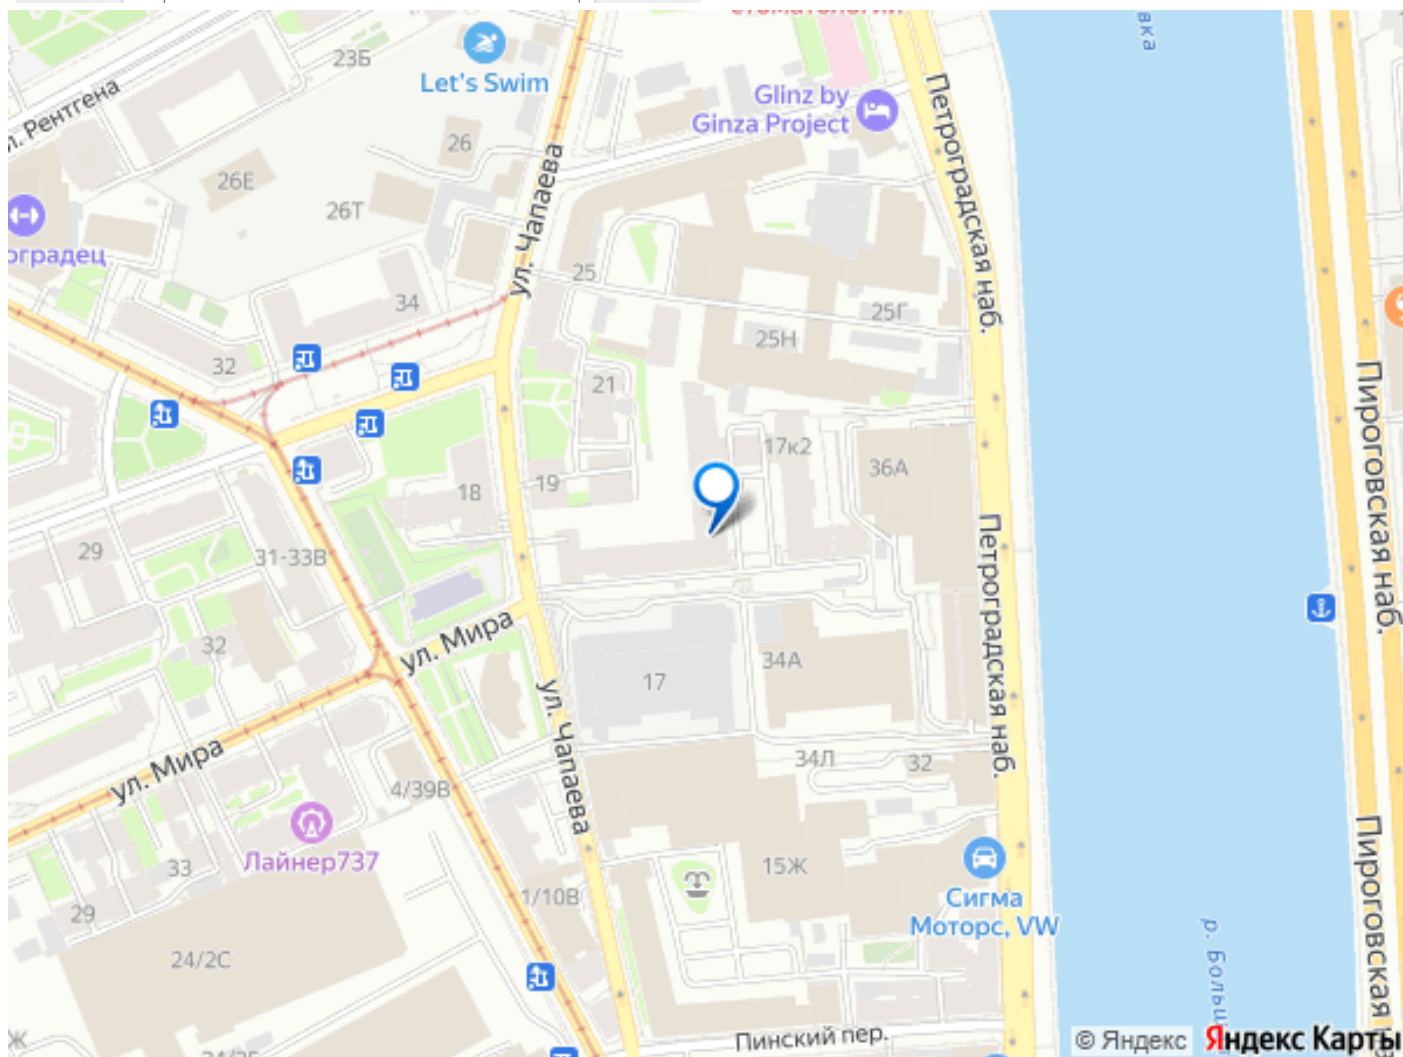 стоматологии
23Б
Let's Swim
Glinz by
Ginza Project
Петроградская наб.
л. Рентгена
26
26Е
26Т
ул. Чапаева
оградец
25
34
25Г
25Н
32
21
Пироговская наб.
17к2
36А
18
19
29
31-33В
Петроградская наб.
ул. Мира
32
34А
17
ул. Чапаева
ул. Мира
34Л
32
4/39В
Лайнер737
33
15Ж
1/10В
29
Сигма
Моторс, VW
Пироговская н
24/2С
р. Больш
Пинский пер.
© Яндекс
Яндекс Карты